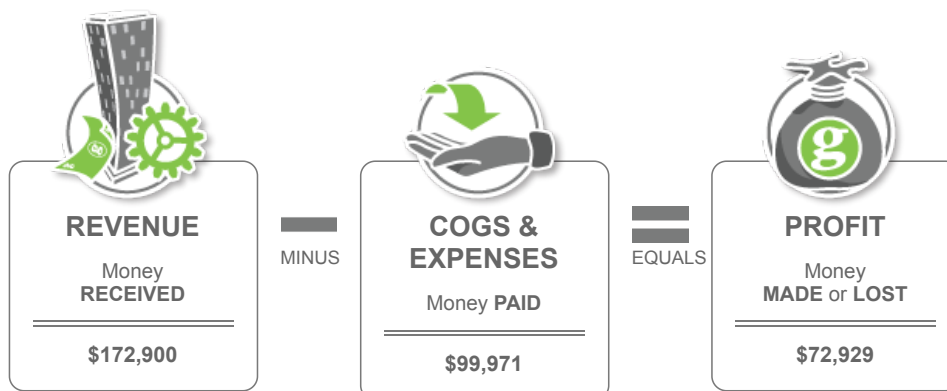 REVENUE
Money
RECEIVED
$172,900
MINUS
COGS &
EXPENSES
Money PAID
$99,971
EQUALS
g
PROFIT
Money
MADE or LOST
$72,929